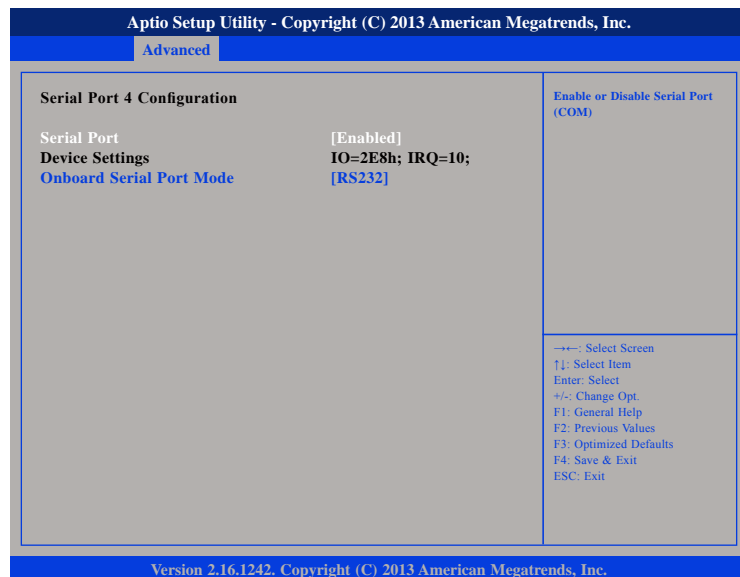 Aptio Setup Utility - Copyright (C) 2013 American Megatrends, Inc.
Advanced
Serial Port 4 Configuration
Serial Port [Enabled]
Device Settings IO=2E8h; IRQ=10;
Onboard Serial Port Mode [RS232]
Enable or Disable Serial Port
(COM)
→←: Select Screen
↑↓: Select Item
Enter: Select
+/-: Change Opt.
F1: General Help
F2: Previous Values
F3: Optimized Defaults
F4: Save & Exit
ESC: Exit
Version 2.16.1242. Copyright (C) 2013 American Megatrends, Inc.